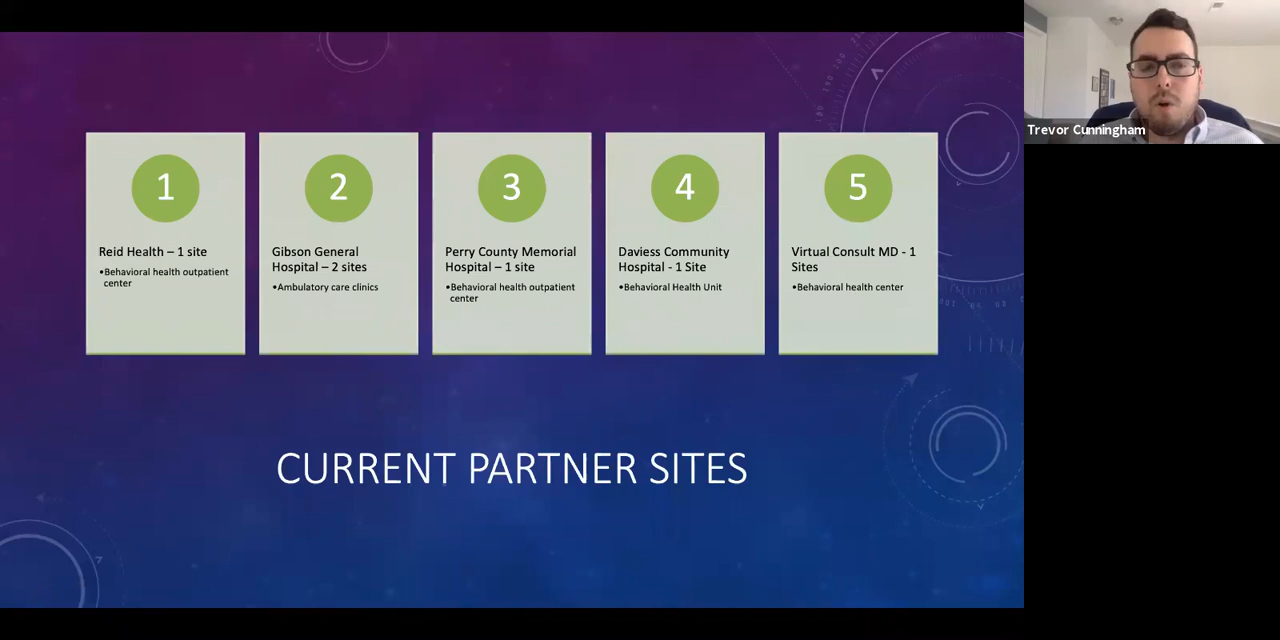 1
Reid Health – 1 site
•Behavioral health outpatient
center
2
Gibson General
Hospital – 2 sites
•Ambulatory care clinics
3
Perry County Memorial
Hospital – 1 site
•Behavioral health outpatient
center
4
Daviess Community
Hospital - 1 Site
•Behavioral Health Unit
5
Virtual Consult MD - 1
Sites
•Behavioral health center
CURRENT PARTNER SITES
Trevor Cunningham